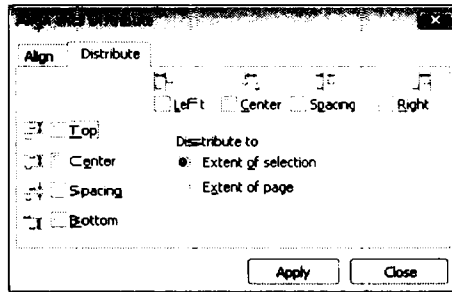 Align Distribute
Left Center Spacing Right
Top
Center
Spacing
Bottom
Distribute to
Extent of selection
Extent of page
Apply Close